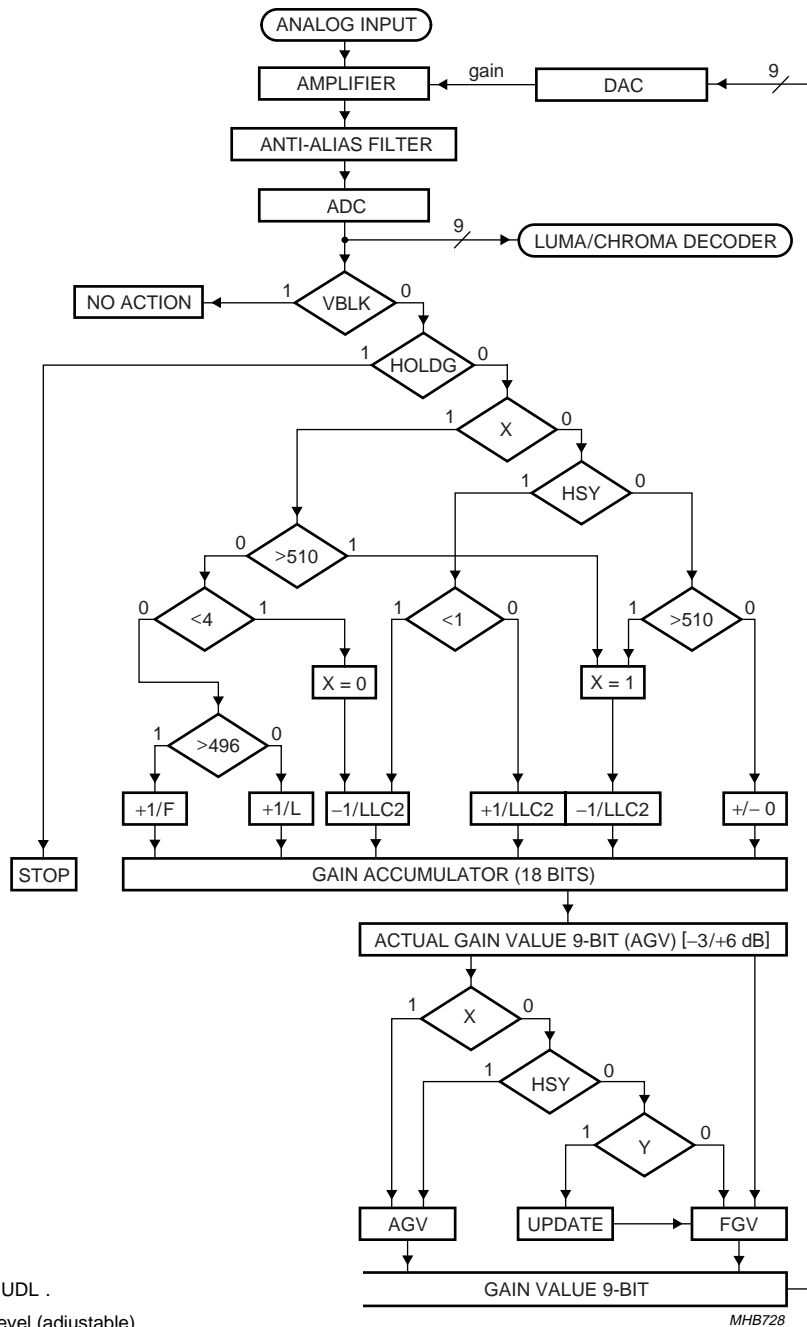 ANALOG INPUT
AMPLIFIER
gain
DAC
9
ANTI-ALIAS FILTER
ADC
9
LUMA/CHROMA DECODER
NO ACTION
1
VBLK
0
1
HOLDG
0
1
X
0
1
HSY
0
0
>510
1
0
<4
1
1
<1
0
1
>510
0
X = 0
X = 1
1
>496
0
+1/F
+1/L
−1/LLC2
+1/LLC2
−1/LLC2
+/− 0
STOP
GAIN ACCUMULATOR (18 BITS)
ACTUAL GAIN VALUE 9-BIT (AGV) [−3/+6 dB]
1
X
0
1
HSY
0
1
Y
0
AGV
UPDATE
FGV
UDL .
GAIN VALUE 9-BIT
evel (adjustable)
MHB728